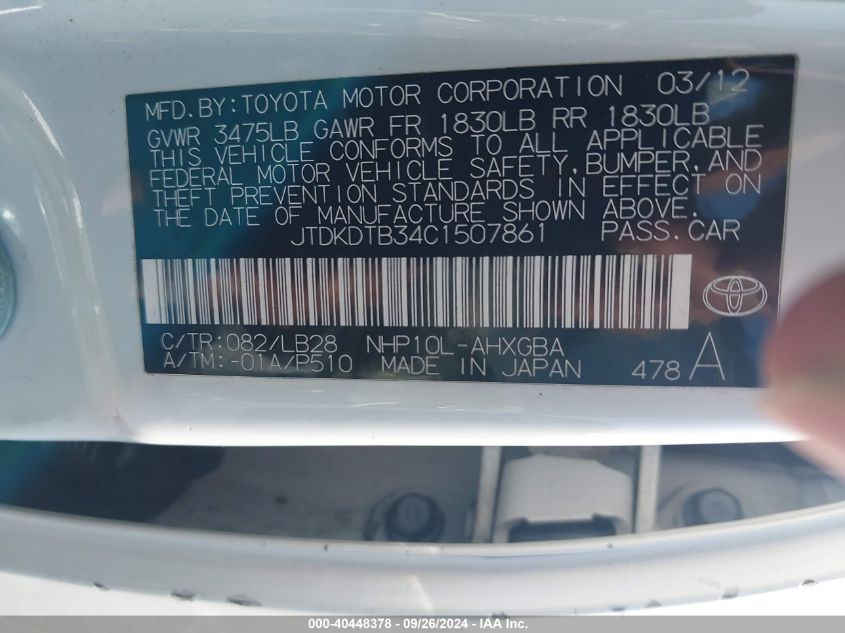 MFD.BY:TOYOTA MOTOR CORPORATION 03/12
GVWR 3475LB GAWR FR 1830LB RR 1830LB
THIS VEHICLE CONFORMS TO ALL APPLICABLE
FEDERAL MOTOR VEHICLE SAFETY,BUMPER,AND
THEFT PREVENTION STANDARDS IN EFFECT ON
THE DATE OF MANUFACTURE SHOWN ABOVE.
JTDKDTB34C1507861 PASS.CAR
C/TR:082/LB28 NHP10L-AHXGBA
A/TM:-01A/P510 MADE IN JAPAN 478 A
000-40448378 - 09/26/2024 - IAA Inc.